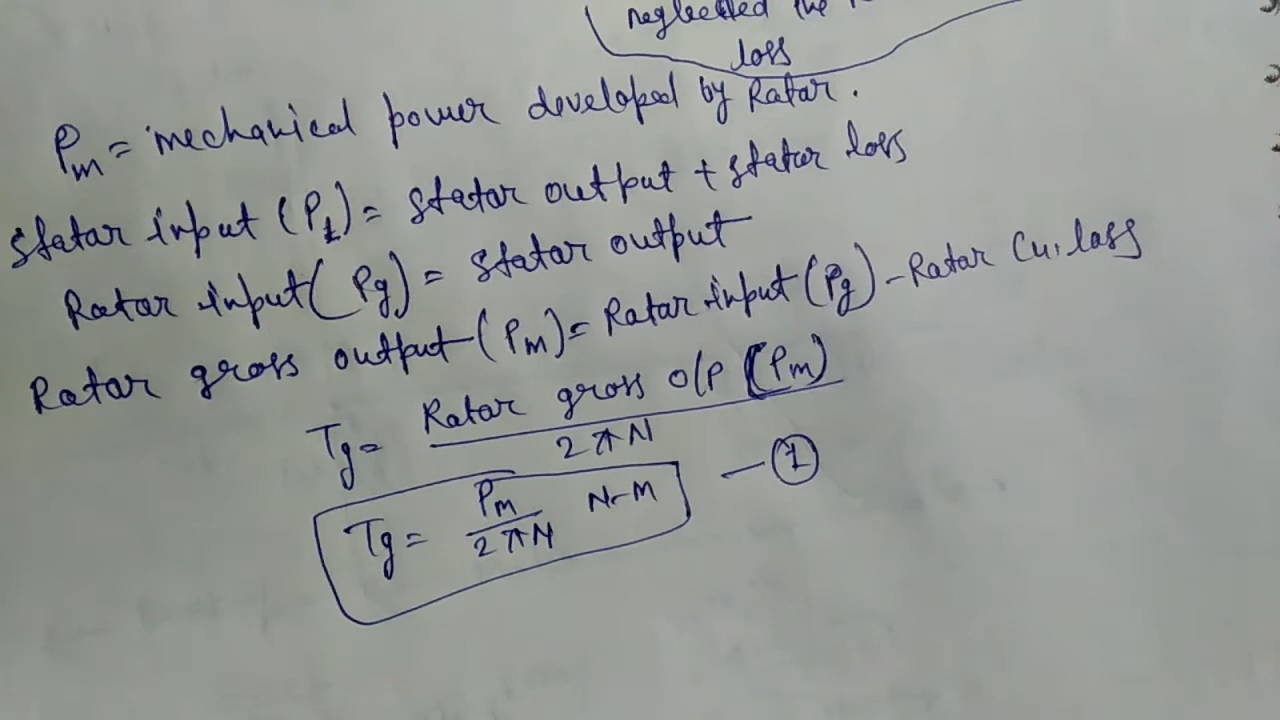 neglected the
loss
Pm = mechanical power developed by Rotor.
Stator input (P1) = Stator output + Stator loss
Rotor input (Pg) = Stator output
Rotor gross output (Pm) = Rotor input (Pg) - Rotor Cu. loss
Tg = Rotor gross O/P (Pm) / 2πN
Tg = Pm / 2πN N-M — ①